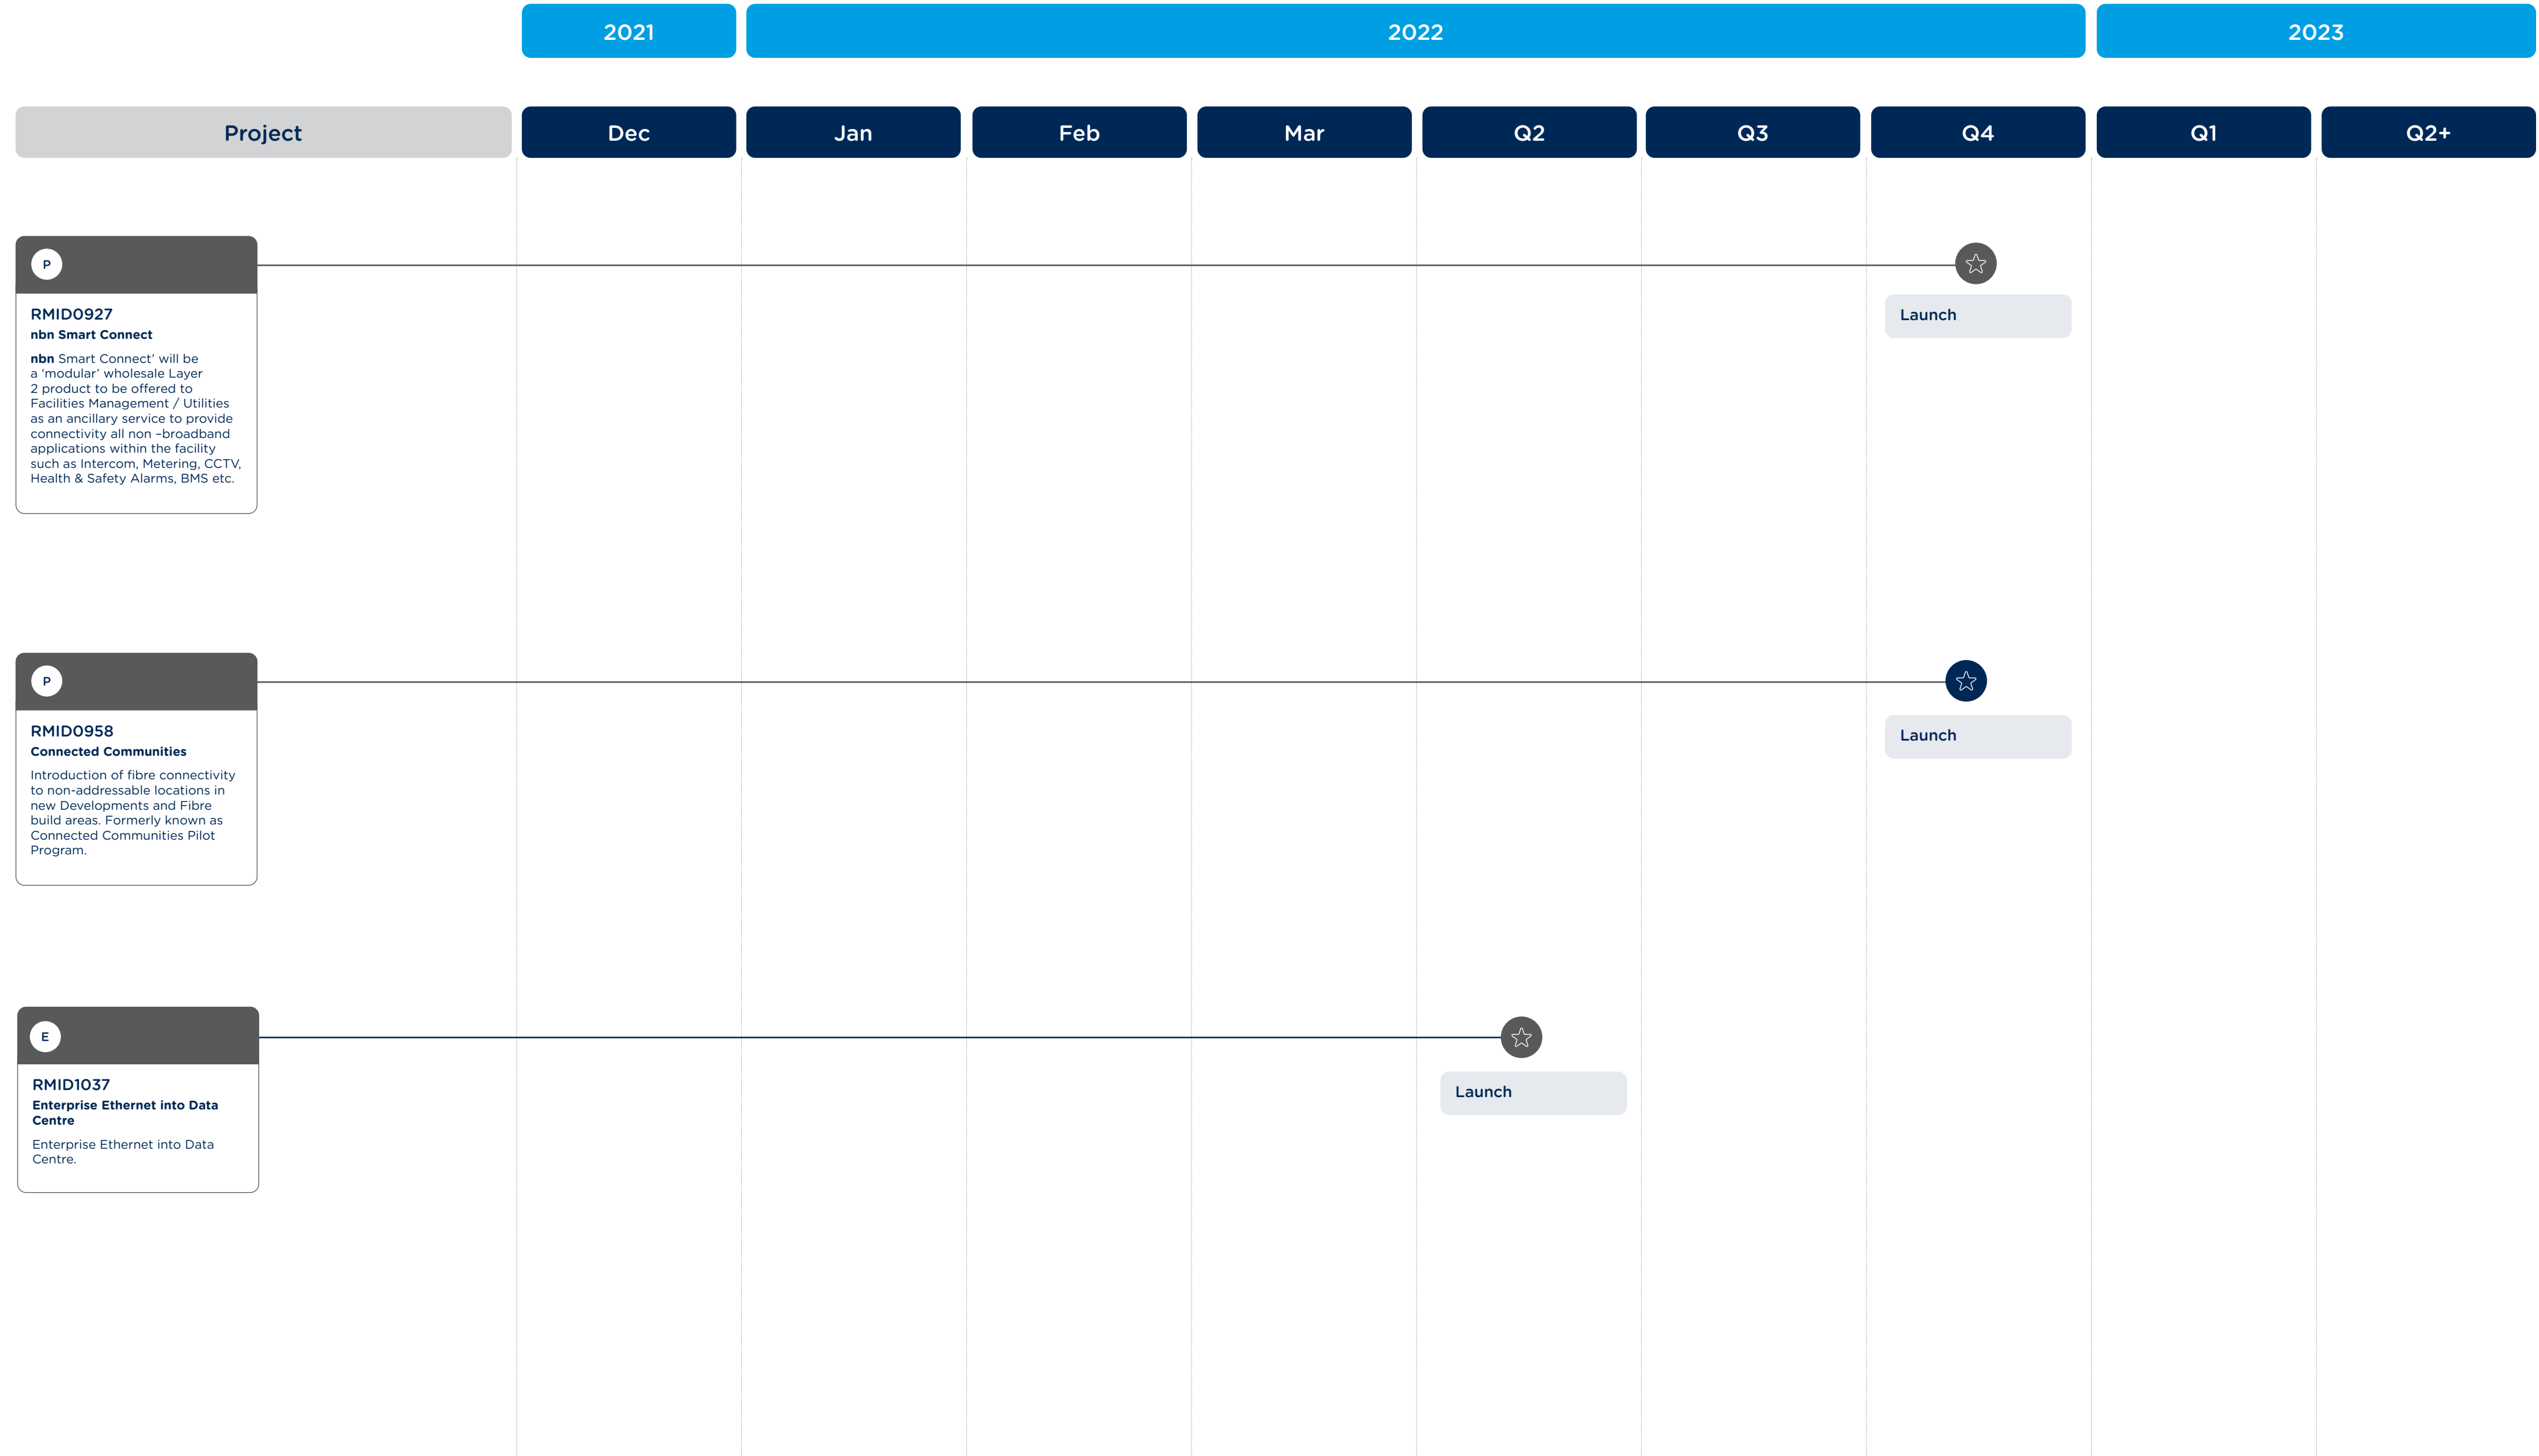 2021
2022
2023
Project
Dec
Jan
Feb
Mar
Q2
Q3
Q4
Q1
Q2+
P
RMID0927
nbn Smart Connect
nbn Smart Connect’ will be
a ‘modular’ wholesale Layer
2 product to be offered to
Facilities Management / Utilities
as an ancillary service to provide
connectivity all non –broadband
applications within the facility
such as Intercom, Metering, CCTV,
Health & Safety Alarms, BMS etc.
Launch
P
RMID0958
Connected Communities
Introduction of fibre connectivity
to non-addressable locations in
new Developments and Fibre
build areas. Formerly known as
Connected Communities Pilot
Program.
Launch
E
RMID1037
Enterprise Ethernet into Data
Centre
Enterprise Ethernet into Data
Centre.
Launch